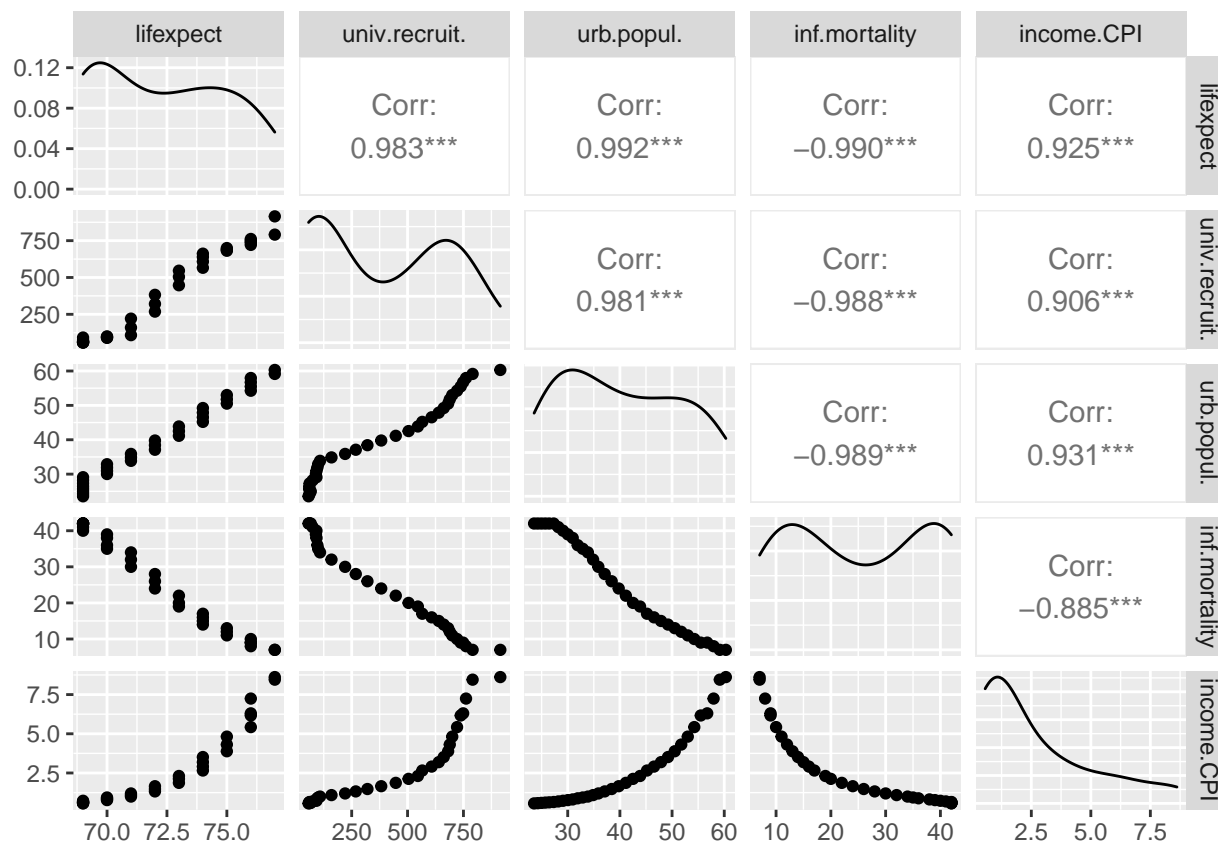 lifexpect univ.recruit. urb.popul. inf.mortality income.CPI
0.12
0.08
0.04
0.00
Corr:
0.983***
Corr:
0.992***
Corr:
−0.990***
Corr:
0.925***
lifexpect
750
500
250
Corr:
0.981***
Corr:
−0.988***
Corr:
0.906***
univ.recruit.
60
50
40
30
Corr:
−0.989***
Corr:
0.931***
urb.popul.
40
30
20
10
Corr:
−0.885***
inf.mortality
7.5
5.0
2.5
income.CPI
70.0 72.5 75.0
250 500 750
30 40 50 60
10 20 30 40
2.5 5.0 7.5